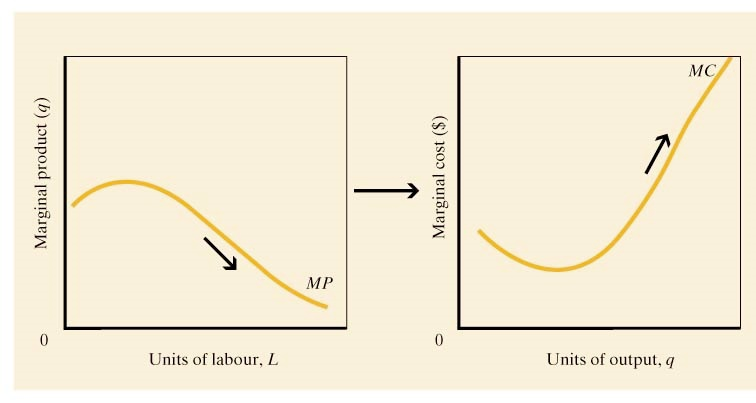 Marginal product (q)
MP
0
Units of labour, L
Marginal cost ($)
MC
0
Units of output, q